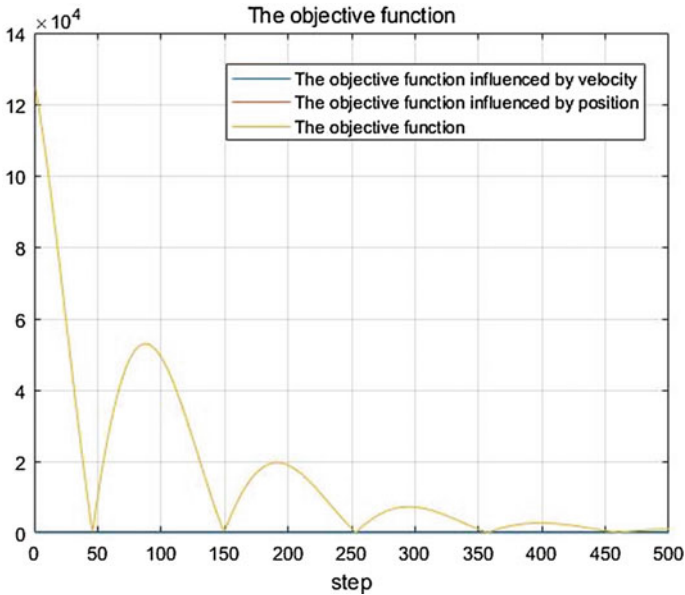 The objective function
×10⁴
14
12
10
8
6
4
2
0
The objective function influenced by velocity
The objective function influenced by position
The objective function
0 50 100 150 200 250 300 350 400 450 500
step